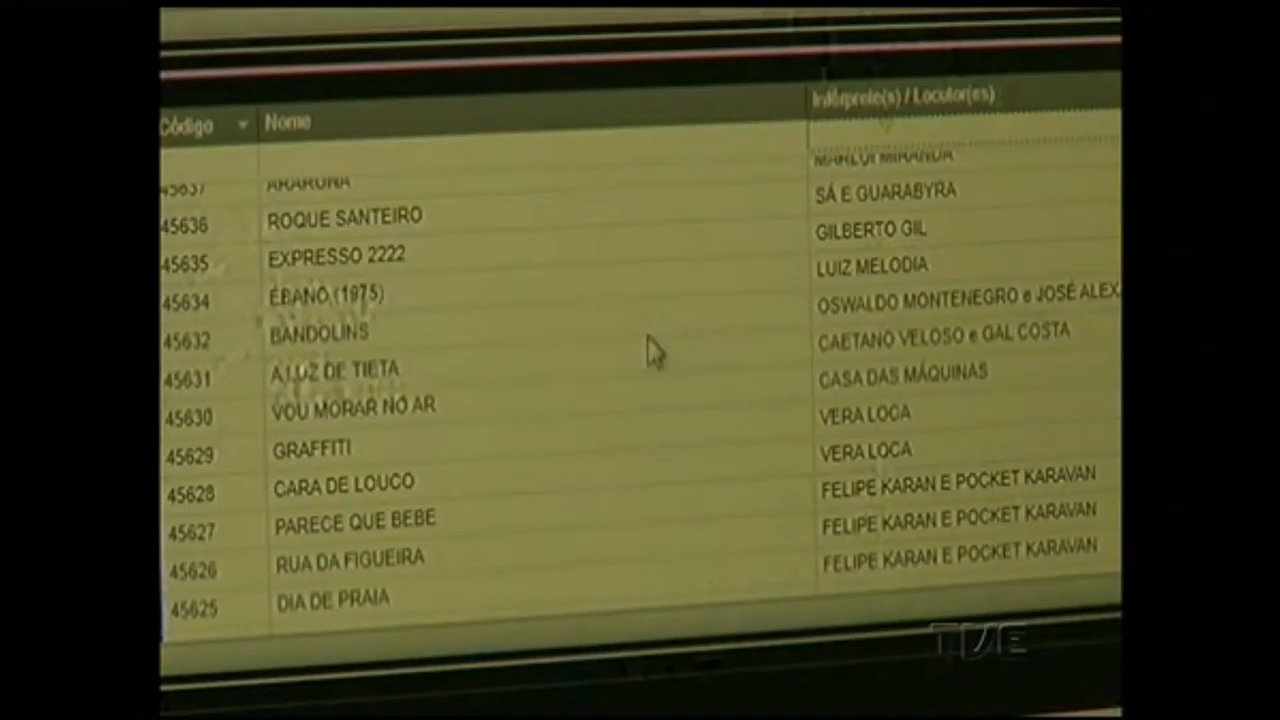 Código Nome Intérprete(s) / Locutor(es)
45637 ARARUNA MARLUI MIRANDA
45636 ROQUE SANTEIRO SÁ E GUARABYRA
45635 EXPRESSO 2222 GILBERTO GIL
45634 ÉBANO (1975) LUIZ MELODIA
45632 BANDOLINS OSWALDO MONTENEGRO e JOSÉ ALEX
45631 A LUZ DE TIETA CAETANO VELOSO e GAL COSTA
45630 VOU MORAR NO AR CASA DAS MÁQUINAS
45629 GRAFFITI VERA LOCA
45628 CARA DE LOUCO VERA LOCA
45627 PARECE QUE BEBE FELIPE KARAN E POCKET KARAVAN
45626 RUA DA FIGUEIRA FELIPE KARAN E POCKET KARAVAN
45625 DIA DE PRAIA FELIPE KARAN E POCKET KARAVAN
TVE